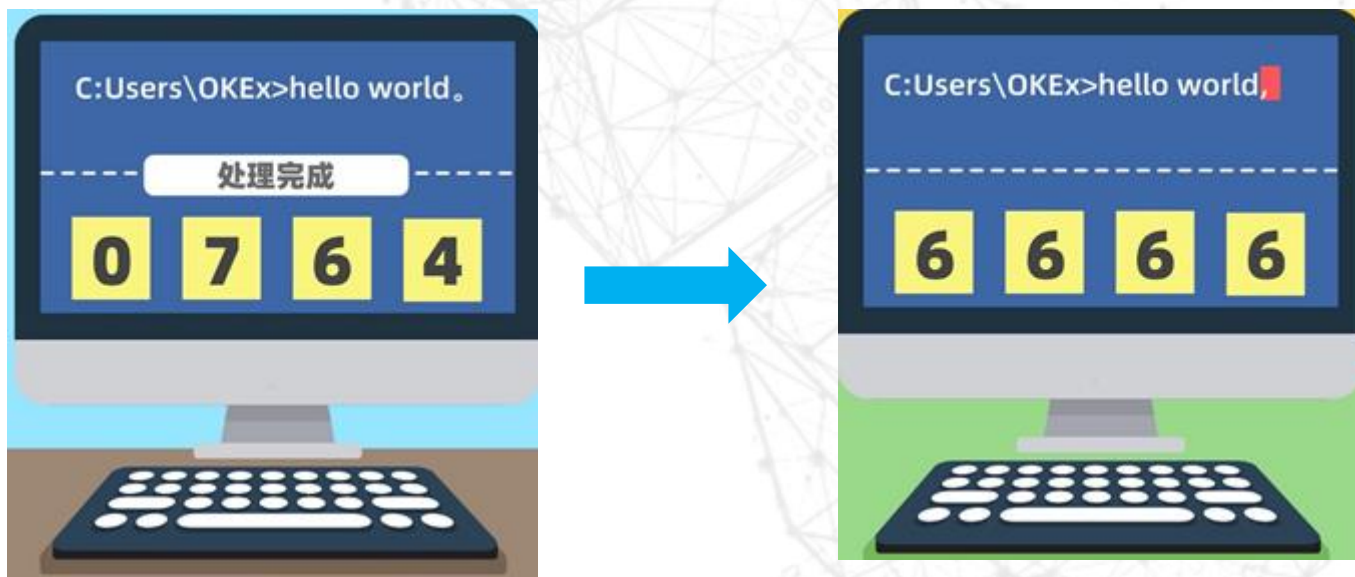 C:Users\OKEx>hello world。
处理完成
0 7 6 4
C:Users\OKEx>hello world,
6 6 6 6